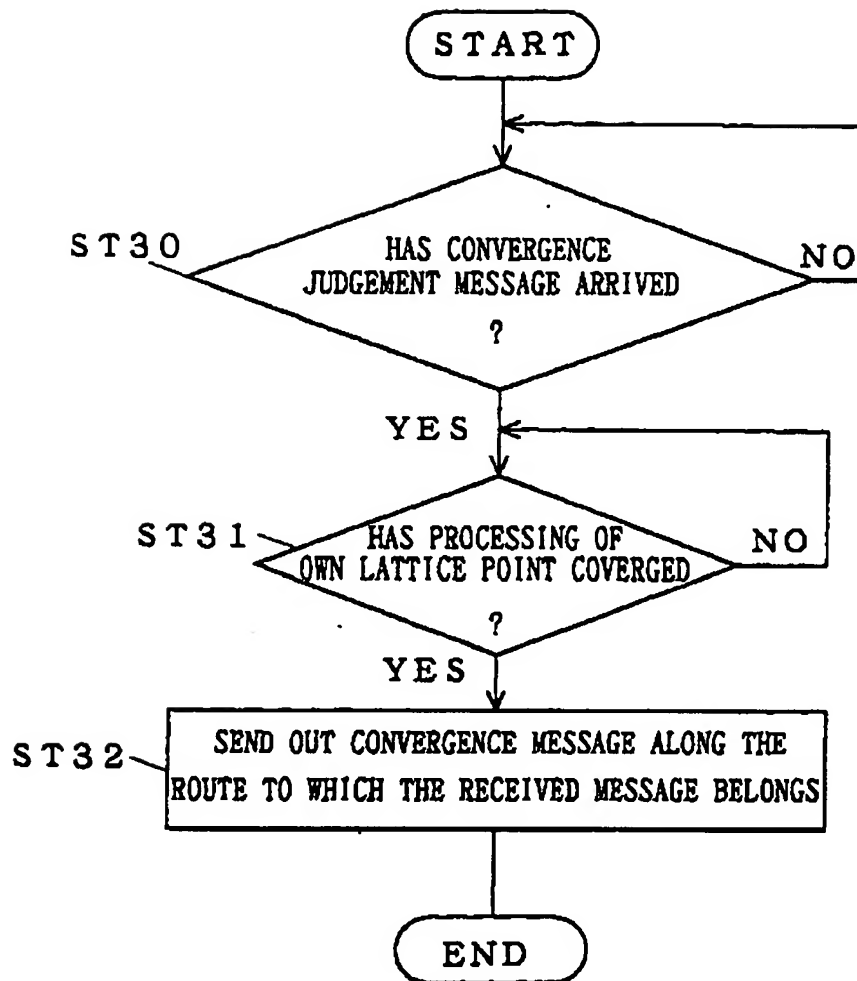 START
ST30
HAS CONVERGENCE
JUDGEMENT MESSAGE ARRIVED
?
NO
YES
ST31
HAS PROCESSING OF
OWN LATTICE POINT COVERGED
?
NO
YES
ST32
SEND OUT CONVERGENCE MESSAGE ALONG THE
ROUTE TO WHICH THE RECEIVED MESSAGE BELONGS
END